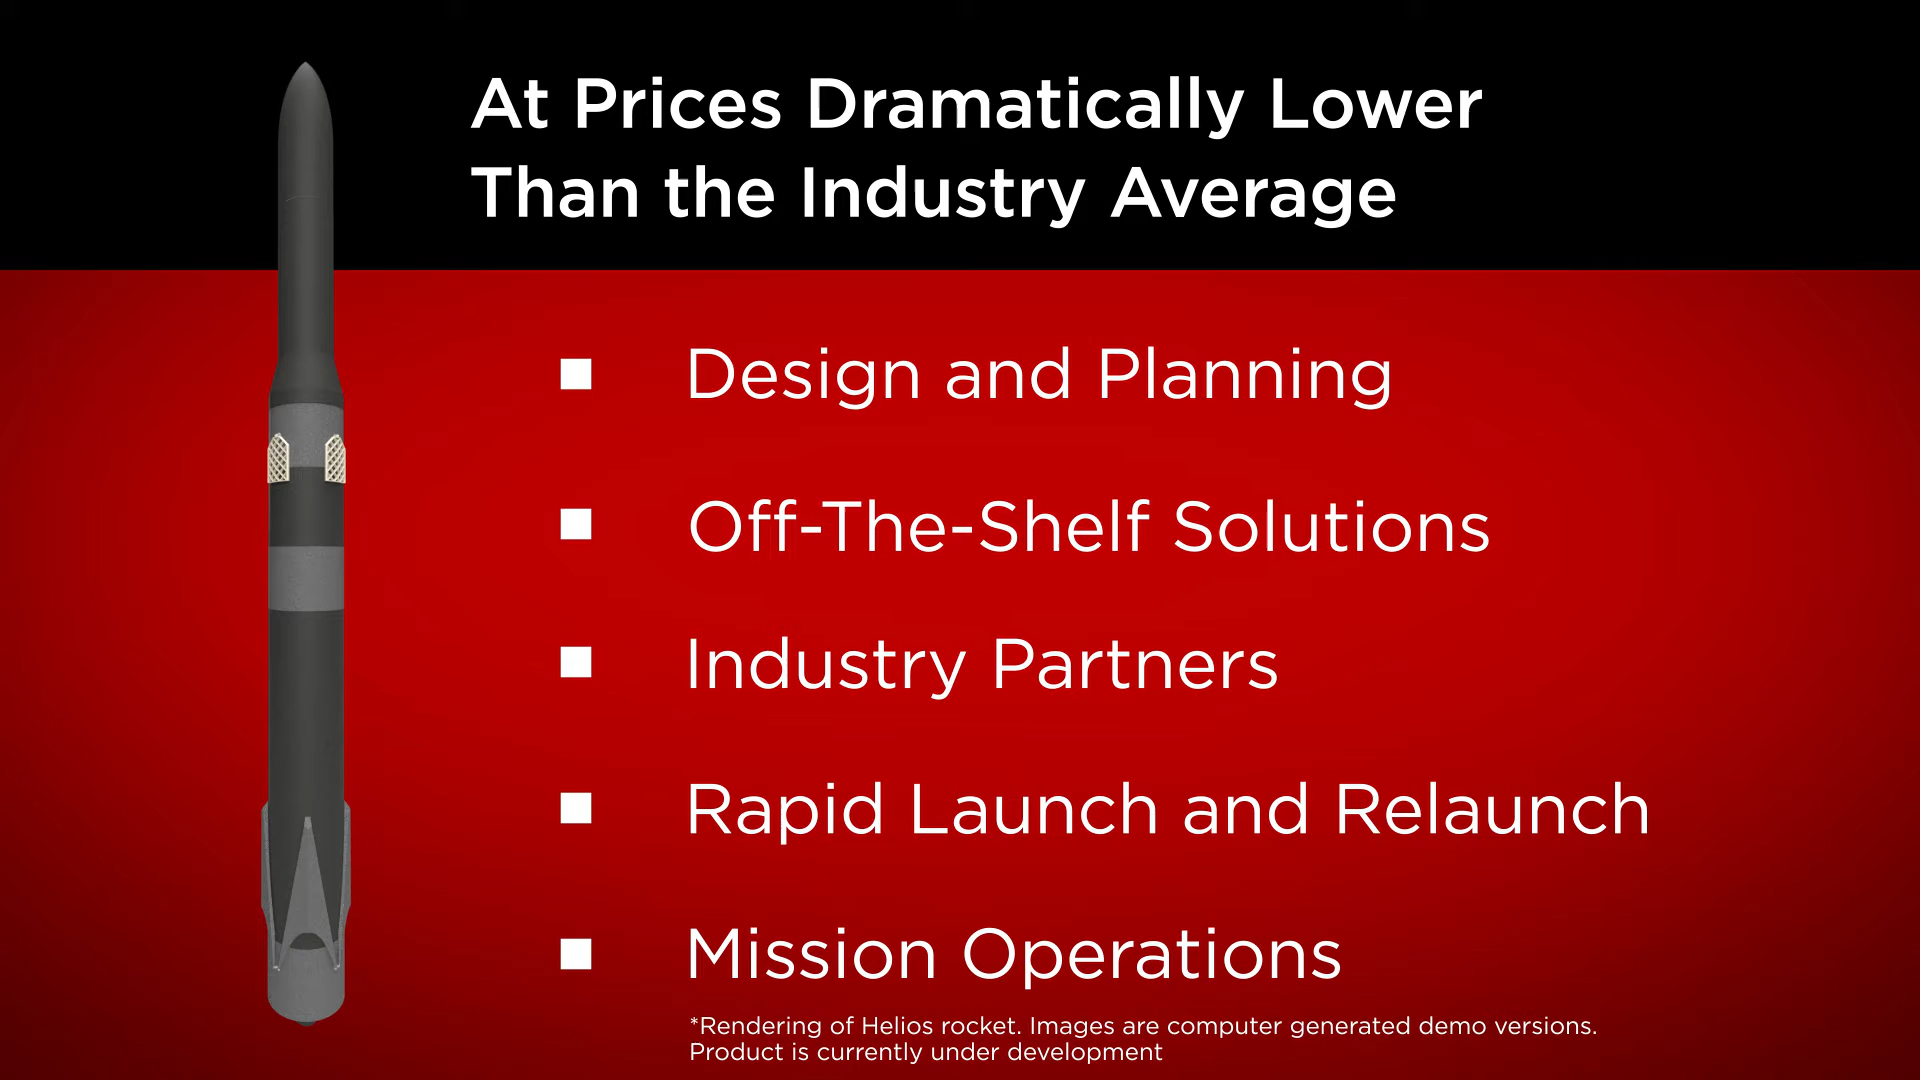 At Prices Dramatically Lower
Than the Industry Average
Design and Planning
Off-The-Shelf Solutions
Industry Partners
Rapid Launch and Relaunch
Mission Operations
*Rendering of Helios rocket. Images are computer generated demo versions.
Product is currently under development